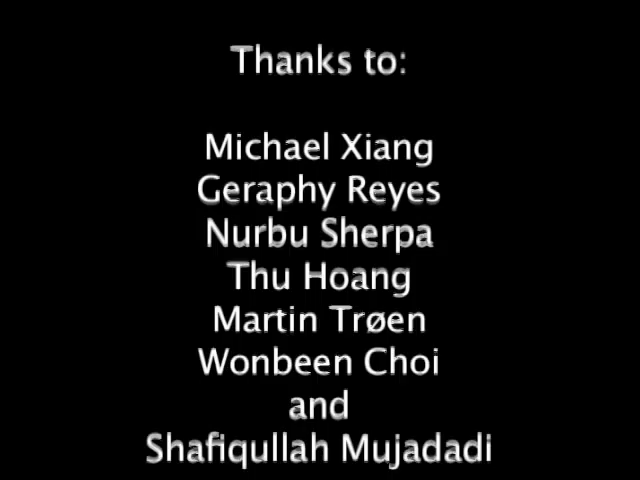 Thanks to:
Michael Xiang
Geraphy Reyes
Nurbu Sherpa
Thu Hoang
Martin Trøen
Wonbeen Choi
and
Shafiqullah Mujadadi